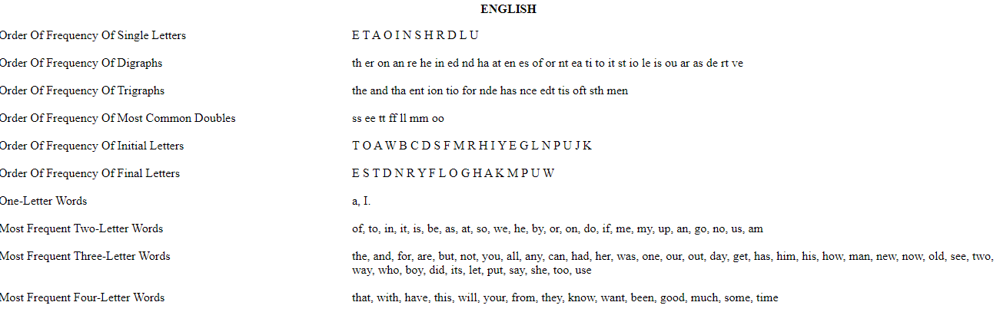 ENGLISH
Order Of Frequency Of Single Letters E T A O I N S H R D L U
Order Of Frequency Of Digraphs th er on an re he in ed nd ha at en es of or nt ea ti to it st io le is ou ar as de rt ve
Order Of Frequency Of Trigraphs the and tha ent ion tio for nde has nce edt tis oft sth men
Order Of Frequency Of Most Common Doubles ss ee tt ff ll mm oo
Order Of Frequency Of Initial Letters T O A W B C D S F M R H I Y E G L N P U J K
Order Of Frequency Of Final Letters E S T D N R Y F L O G H A K M P U W
One-Letter Words a, I.
Most Frequent Two-Letter Words of, to, in, it, is, be, as, at, so, we, he, by, or, on, do, if, me, my, up, an, go, no, us, am
Most Frequent Three-Letter Words the, and, for, are, but, not, you, all, any, can, had, her, was, one, our, out, day, get, has, him, his, how, man, new, now, old, see, two,
way, who, boy, did, its, let, put, say, she, too, use
Most Frequent Four-Letter Words that, with, have, this, will, your, from, they, know, want, been, good, much, some, time